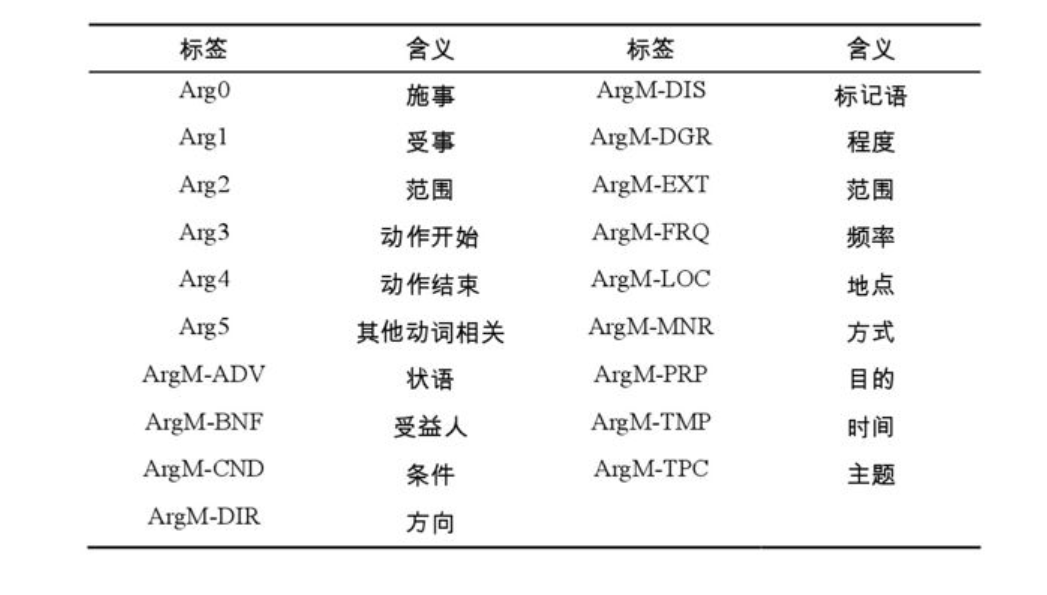 标签 含义 标签 含义
Arg0 施事 ArgM-DIS 标记语
Arg1 受事 ArgM-DGR 程度
Arg2 范围 ArgM-EXT 范围
Arg3 动作开始 ArgM-FRQ 频率
Arg4 动作结束 ArgM-LOC 地点
Arg5 其他动词相关 ArgM-MNR 方式
ArgM-ADV 状语 ArgM-PRP 目的
ArgM-BNF 受益人 ArgM-TMP 时间
ArgM-CND 条件 ArgM-TPC 主题
ArgM-DIR 方向